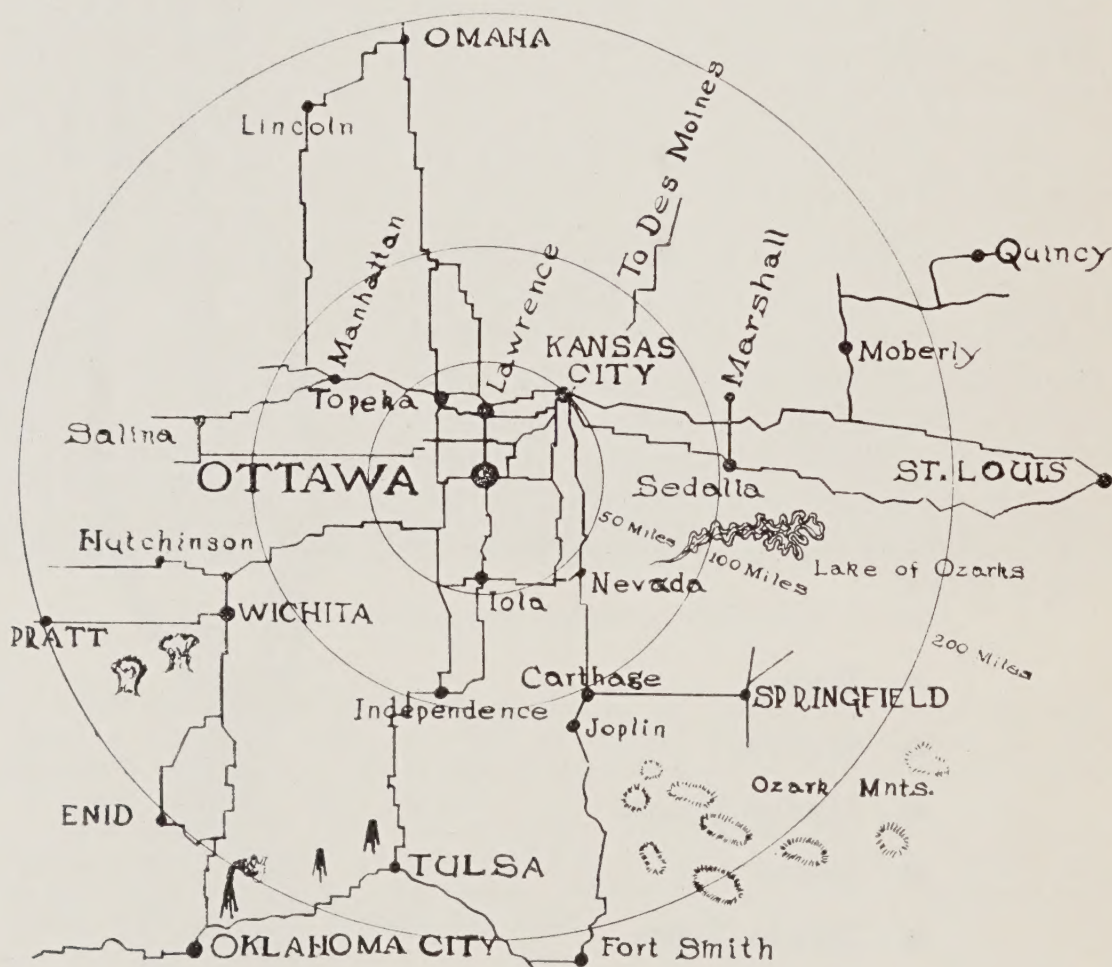 OMAHA
Lincoln
To Des Moines
Manhattan
Lawrence
Marshall
Quincy
KANSAS
CITY
Moberly
Topeka
Salina
OTTAWA
Sedalia
ST. LOUIS
50 Miles
100 Miles
Lake of Ozarks
Hutchinson
Nevada
Iola
WICHITA
PRATT
200 Miles
Carthage
SPRINGFIELD
Independence
Joplin
Ozark Mnts.
ENID
TULSA
OKLAHOMA CITY
Fort Smith